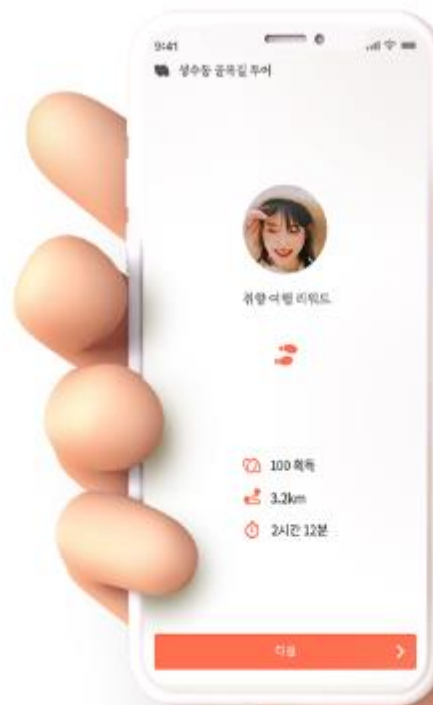 9:41
성수동 골목길 투어
취향 여행 리워드
100 획득
3.2km
2시간 12분
다음